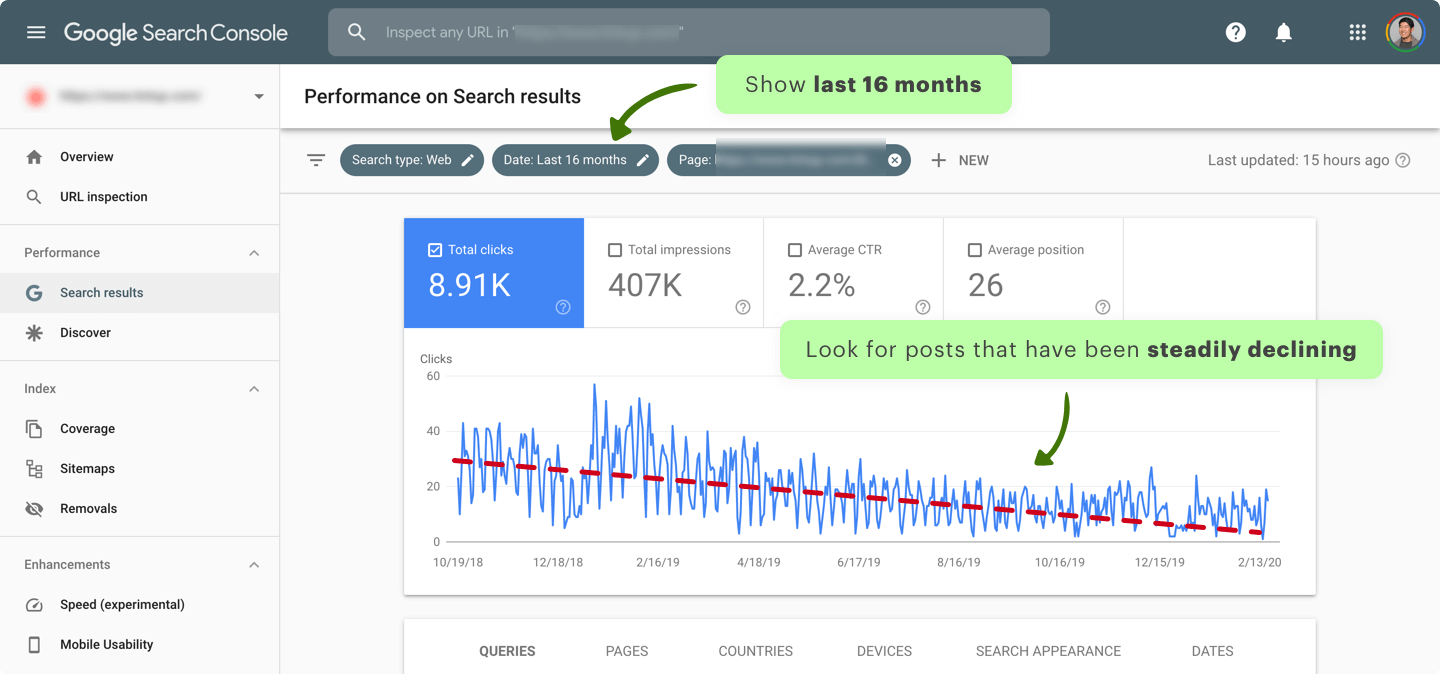 Google Search Console
Inspect any URL in "
Show last 16 months
Performance on Search results
Search type: Web
Date: Last 16 months
Page:
NEW
Last updated: 15 hours ago
Overview
URL inspection
Performance
Search results
Discover
Index
Coverage
Sitemaps
Removals
Enhancements
Speed (experimental)
Mobile Usability
Total clicks
8.91K
Total impressions
407K
Average CTR
2.2%
Average position
26
Look for posts that have been steadily declining
Clicks
60
40
20
0
10/19/18 12/18/18 2/16/19 4/18/19 6/17/19 8/16/19 10/16/19 12/15/19 2/13/20
QUERIES PAGES COUNTRIES DEVICES SEARCH APPEARANCE DATES